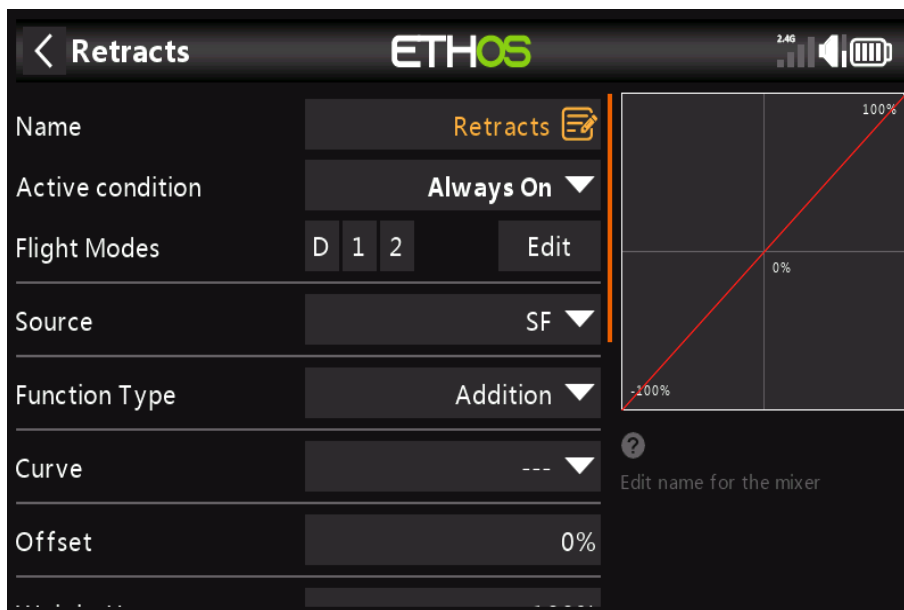 Retracts
ETHOS
2.4G
Name
Retracts
Active condition
Always On
Flight Modes
D 1 2
Edit
Source
SF
Function Type
Addition
Curve
---
Offset
0%
100%
0%
-100%
?
Edit name for the mixer